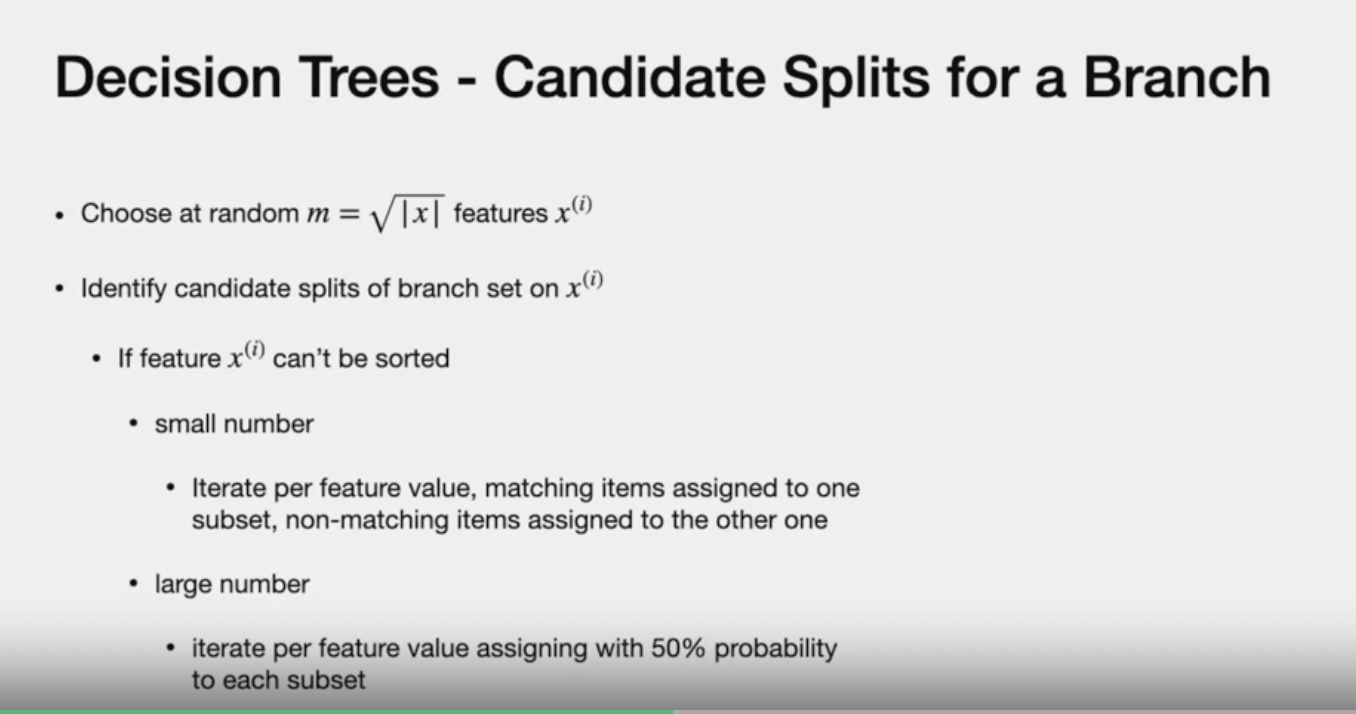 Decision Trees - Candidate Splits for a Branch
• Choose at random m = √|x| features x⁽ⁱ⁾
• Identify candidate splits of branch set on x⁽ⁱ⁾
• If feature x⁽ⁱ⁾ can't be sorted
• small number
• Iterate per feature value, matching items assigned to one
subset, non-matching items assigned to the other one
• large number
• iterate per feature value assigning with 50% probability
to each subset